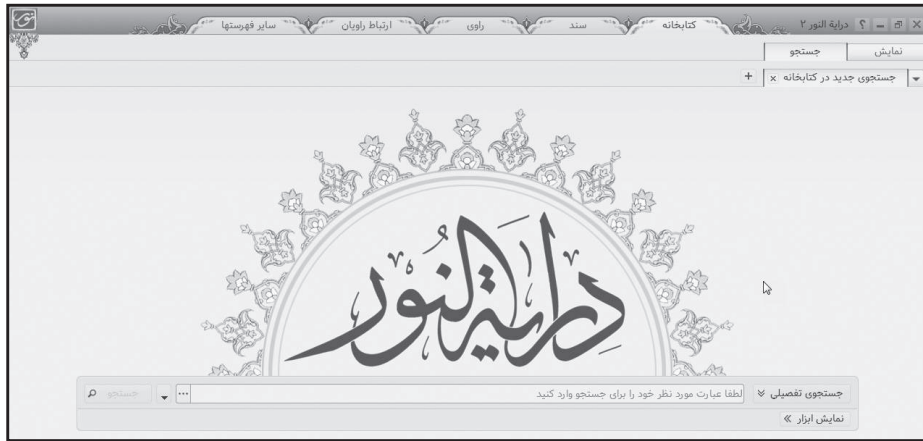 درایة النور ۲ کتابخانه سند راوی ارتباط راویان سایر فهرستها
نمایش جستجو
جستجوی جدید در کتابخانه × +
درایة النور
جستجوی تفصیلی لطفا عبارت مورد نظر خود را برای جستجو وارد کنید ... جستجو
نمایش ابزار